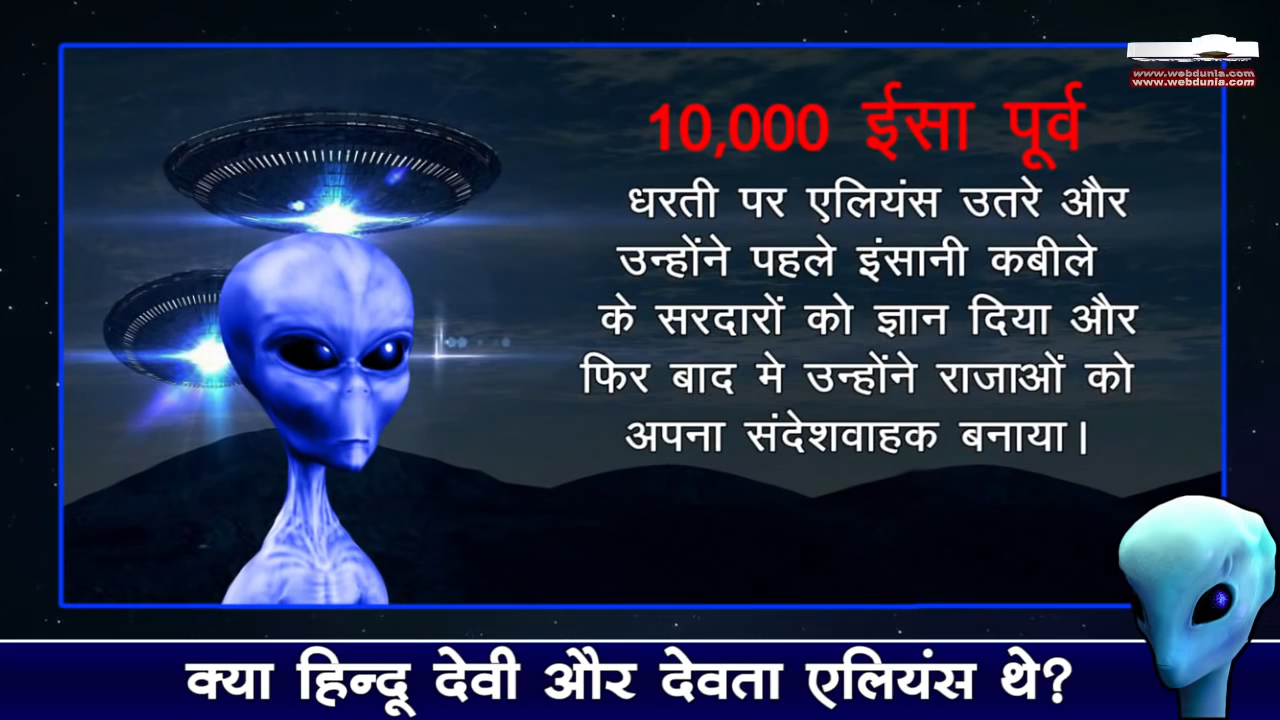 www.webdunia.com
www.webdunia.com
10,000 ईसा पूर्व
धरती पर एलियंस उतरे और
उन्होंने पहले इंसानी कबीले
के सरदारों को ज्ञान दिया और
फिर बाद मे उन्होंने राजाओं को
अपना संदेशवाहक बनाया।
क्या हिन्दू देवी और देवता एलियंस थे?